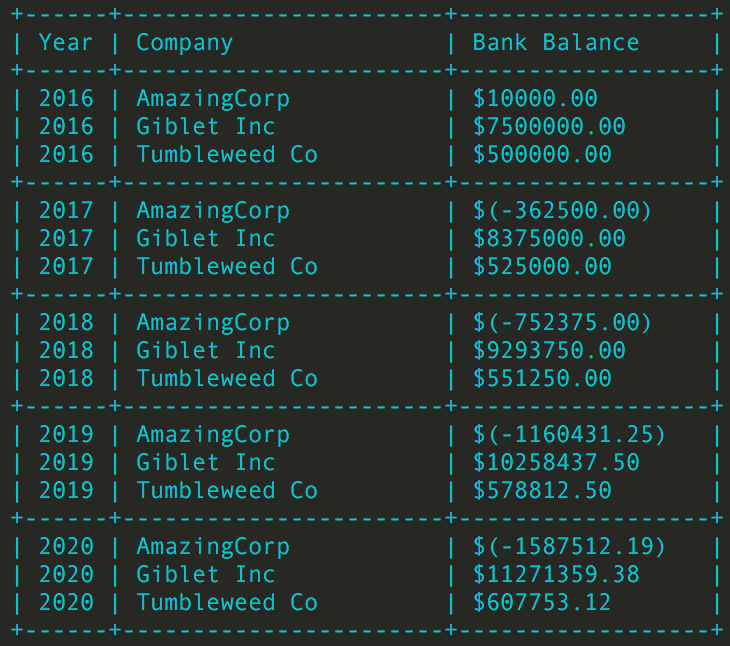 +------+-----------------------+------------------+
| Year | Company               | Bank Balance     |
+------+-----------------------+------------------+
| 2016 | AmazingCorp           | $10000.00        |
| 2016 | Giblet Inc            | $7500000.00      |
| 2016 | Tumbleweed Co         | $500000.00       |
+------+-----------------------+------------------+
| 2017 | AmazingCorp           | $(-362500.00)    |
| 2017 | Giblet Inc            | $8375000.00      |
| 2017 | Tumbleweed Co         | $525000.00       |
+------+-----------------------+------------------+
| 2018 | AmazingCorp           | $(-752375.00)    |
| 2018 | Giblet Inc            | $9293750.00      |
| 2018 | Tumbleweed Co         | $551250.00       |
+------+-----------------------+------------------+
| 2019 | AmazingCorp           | $(-1160431.25)   |
| 2019 | Giblet Inc            | $10258437.50     |
| 2019 | Tumbleweed Co         | $578812.50       |
+------+-----------------------+------------------+
| 2020 | AmazingCorp           | $(-1587512.19)   |
| 2020 | Giblet Inc            | $11271359.38     |
| 2020 | Tumbleweed Co         | $607753.12       |
+------+-----------------------+------------------+